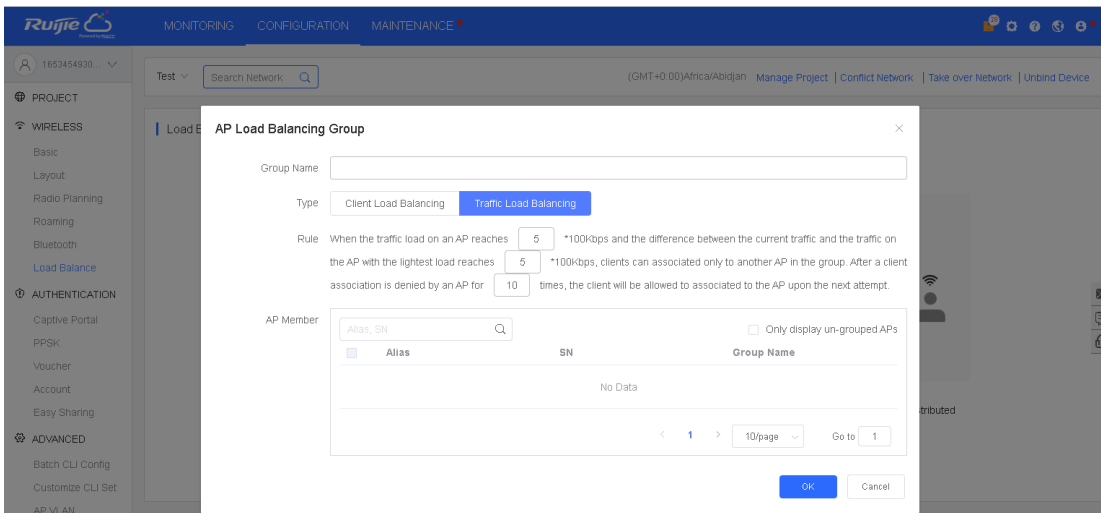 Ruijie
MONITORING CONFIGURATION MAINTENANCE
1653454930...
Test Search Network (GMT+0:00)Africa/Abidjan Manage Project | Conflict Network | Take over Network | Unbind Device
PROJECT
WIRELESS
Basic
Layout
Radio Planning
Roaming
Bluetooth
Load Balance
AUTHENTICATION
Captive Portal
PPSK
Voucher
Account
Easy Sharing
ADVANCED
Batch CLI Config
Customize CLI Set
AP VLAN
Load
AP Load Balancing Group
Group Name
Type Client Load Balancing Traffic Load Balancing
Rule When the traffic load on an AP reaches 5 *100Kbps and the difference between the current traffic and the traffic on
the AP with the lightest load reaches 5 *100Kbps, clients can associated only to another AP in the group. After a client
association is denied by an AP for 10 times, the client will be allowed to associated to the AP upon the next attempt.
AP Member
Alias, SN Only display un-grouped APs
Alias SN Group Name
No Data
1 10/page Go to 1
tributed
OK Cancel